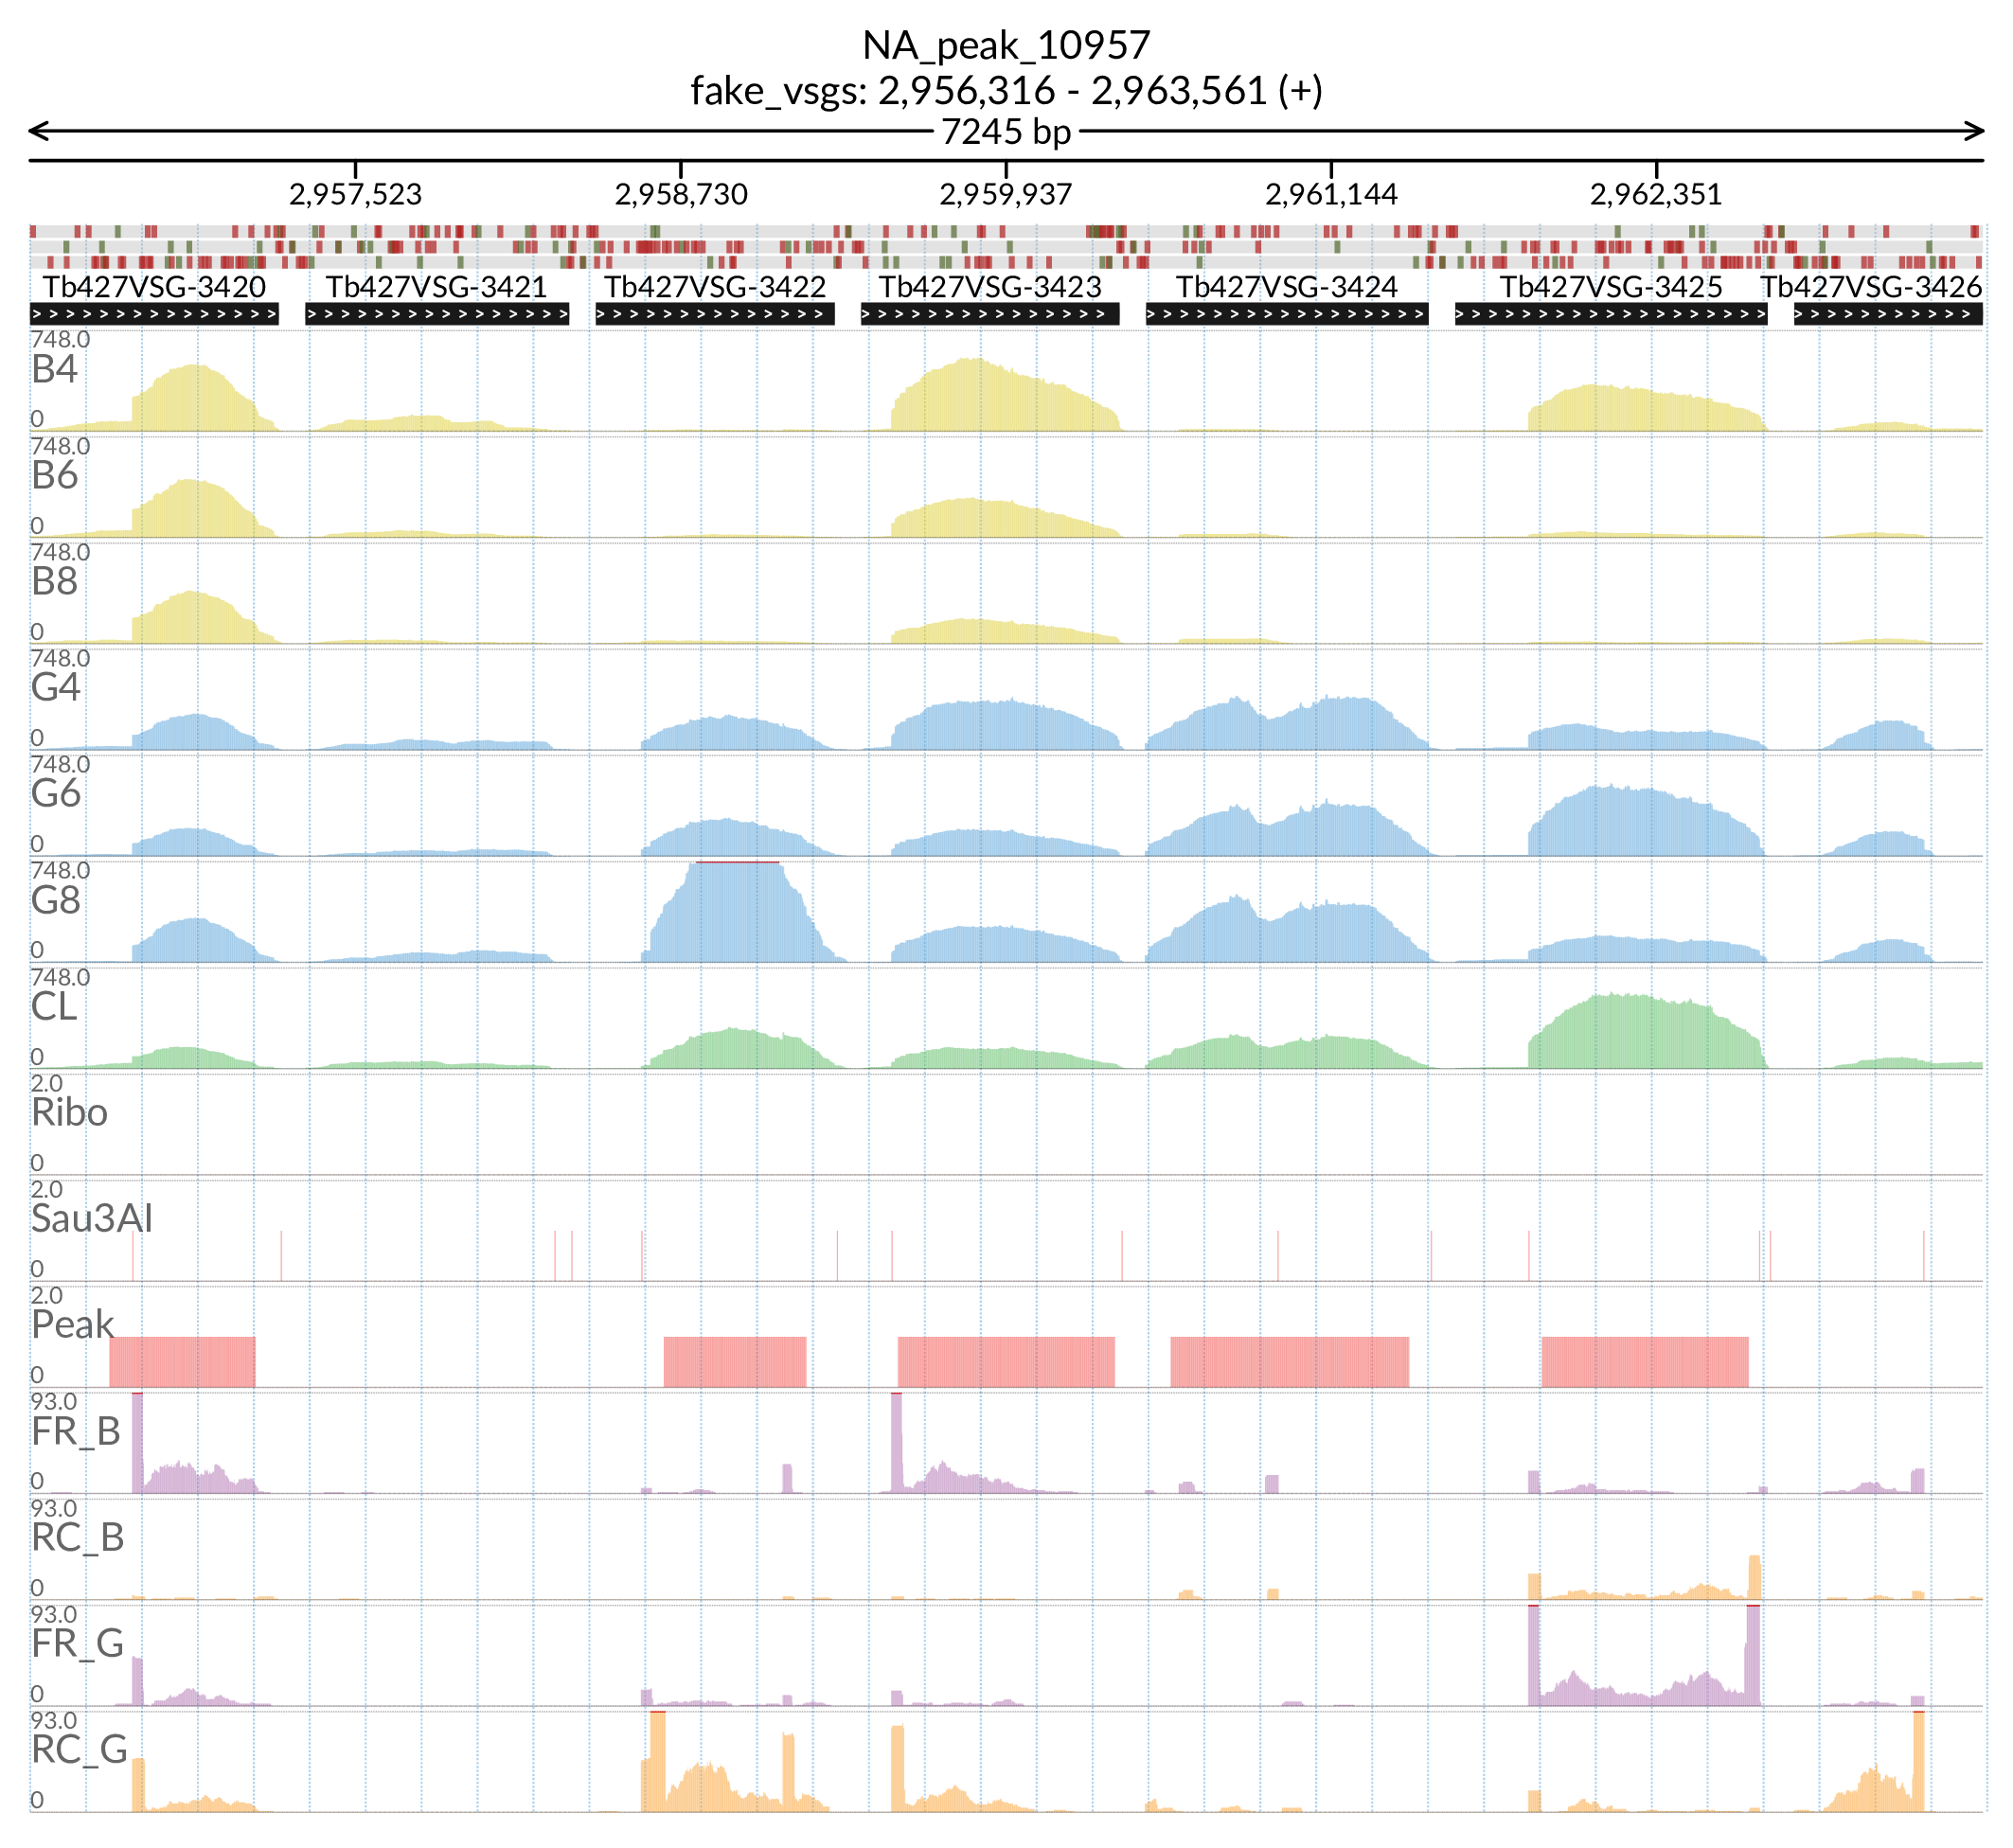 NA_peak_10957
fake_vsgs: 2,956,316 - 2,963,561 (+)
7245 bp
2,957,523 2,958,730 2,959,937 2,961,144 2,962,351
Tb427VSG-3420 Tb427VSG-3421 Tb427VSG-3422 Tb427VSG-3423 Tb427VSG-3424 Tb427VSG-3425 Tb427VSG-3426
748.0
B4
0
748.0
B6
0
748.0
B8
0
748.0
G4
0
748.0
G6
0
748.0
G8
0
748.0
CL
0
2.0
Ribo
0
2.0
Sau3AI
0
2.0
Peak
0
93.0
FR_B
0
93.0
RC_B
0
93.0
FR_G
0
93.0
RC_G
0